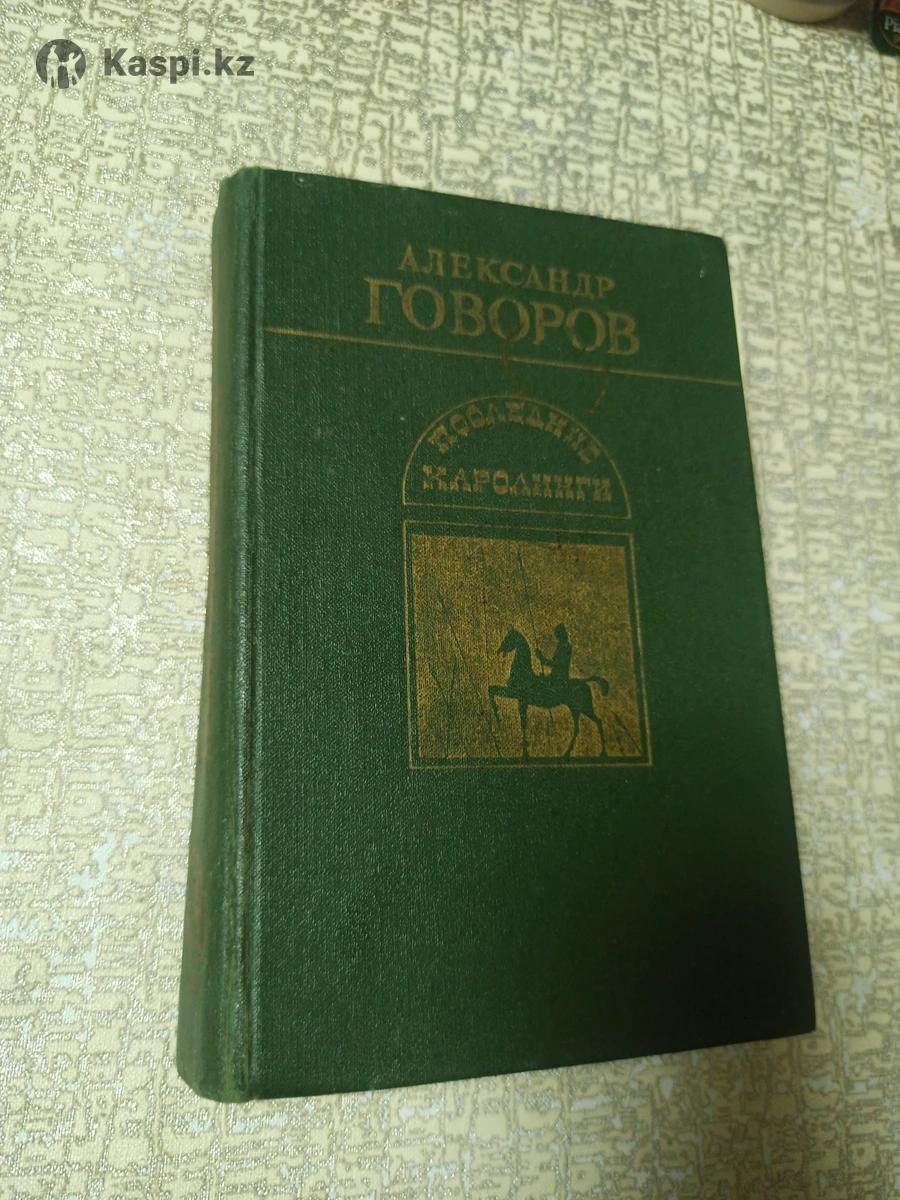 Kaspi.kz
АЛЕКСАНДР
ГОВОРОВ
ПОСЛЕДНИЕ
КАРОЛИНГИ